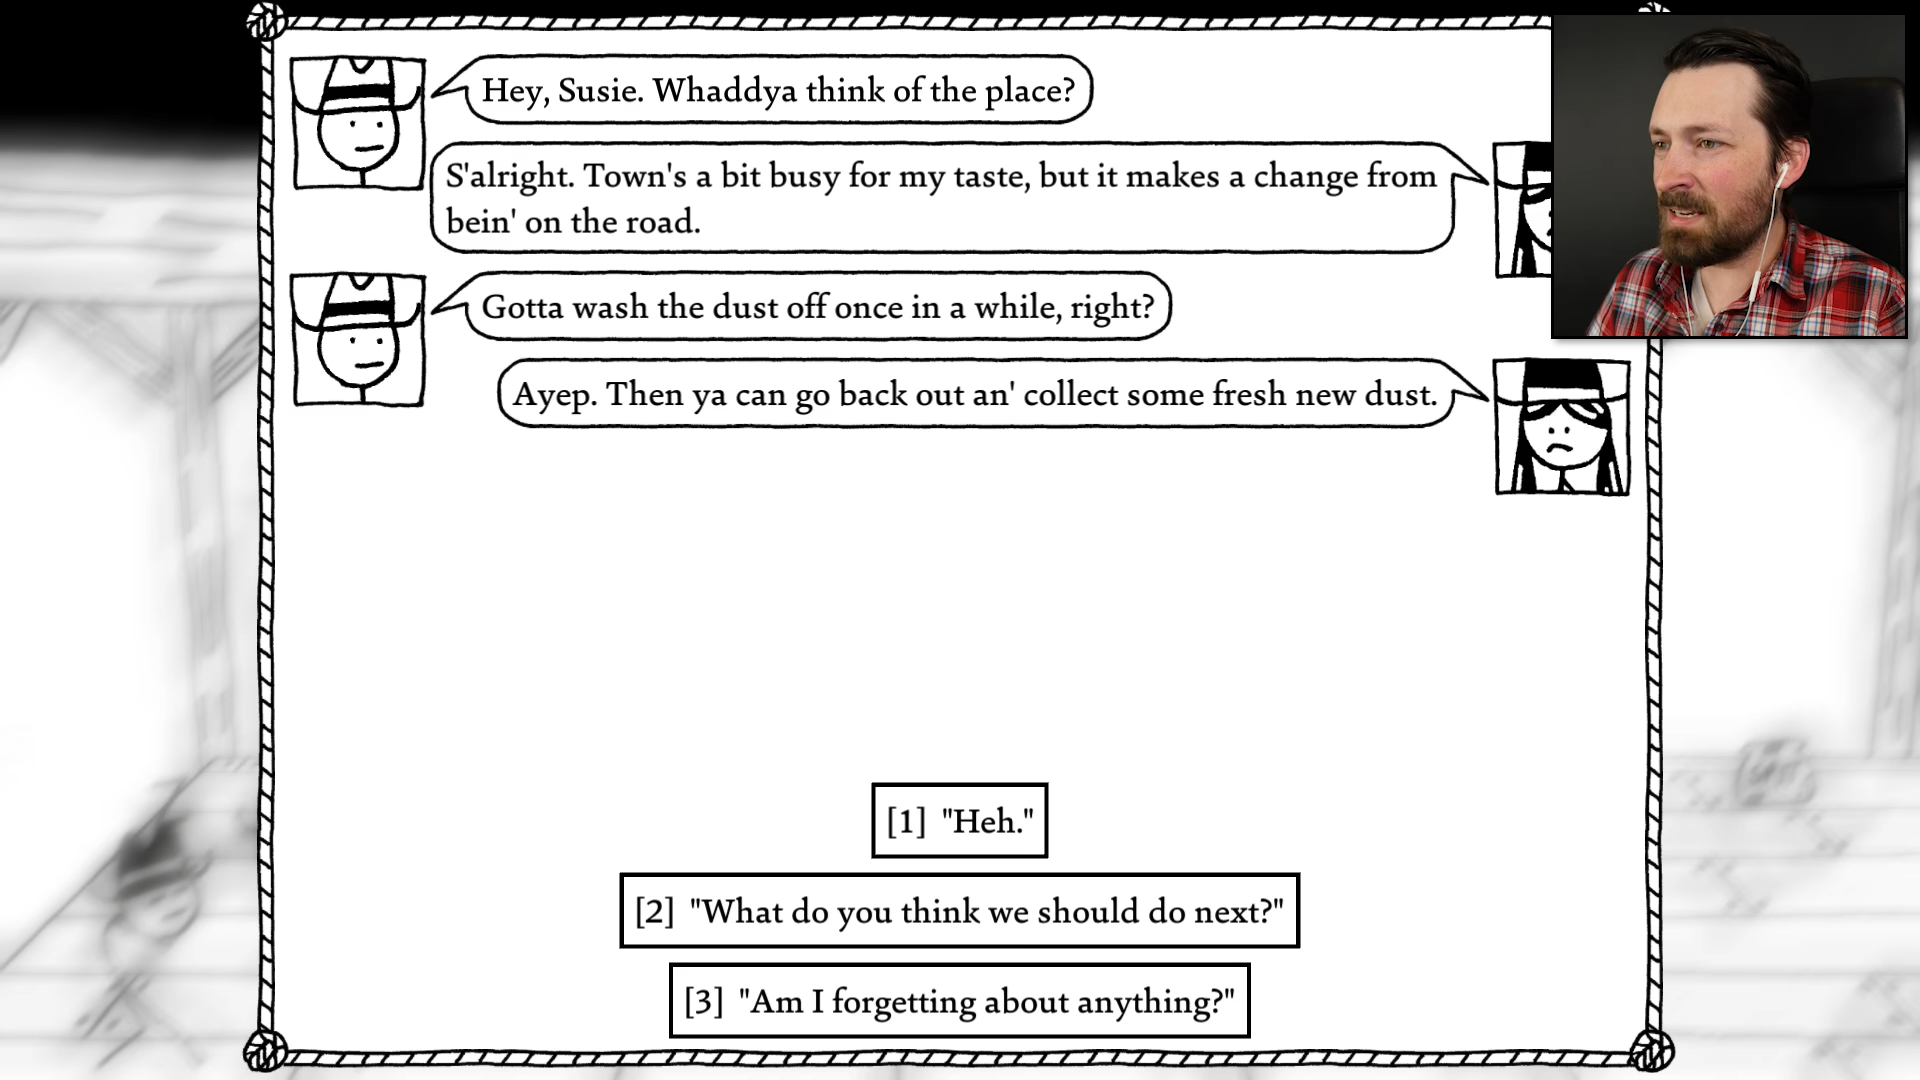 Hey, Susie. Whaddya think of the place?
S'alright. Town's a bit busy for my taste, but it makes a change from
bein' on the road.
Gotta wash the dust off once in a while, right?
Ayep. Then ya can go back out an' collect some fresh new dust.
[1] "Heh."
[2] "What do you think we should do next?"
[3] "Am I forgetting about anything?"